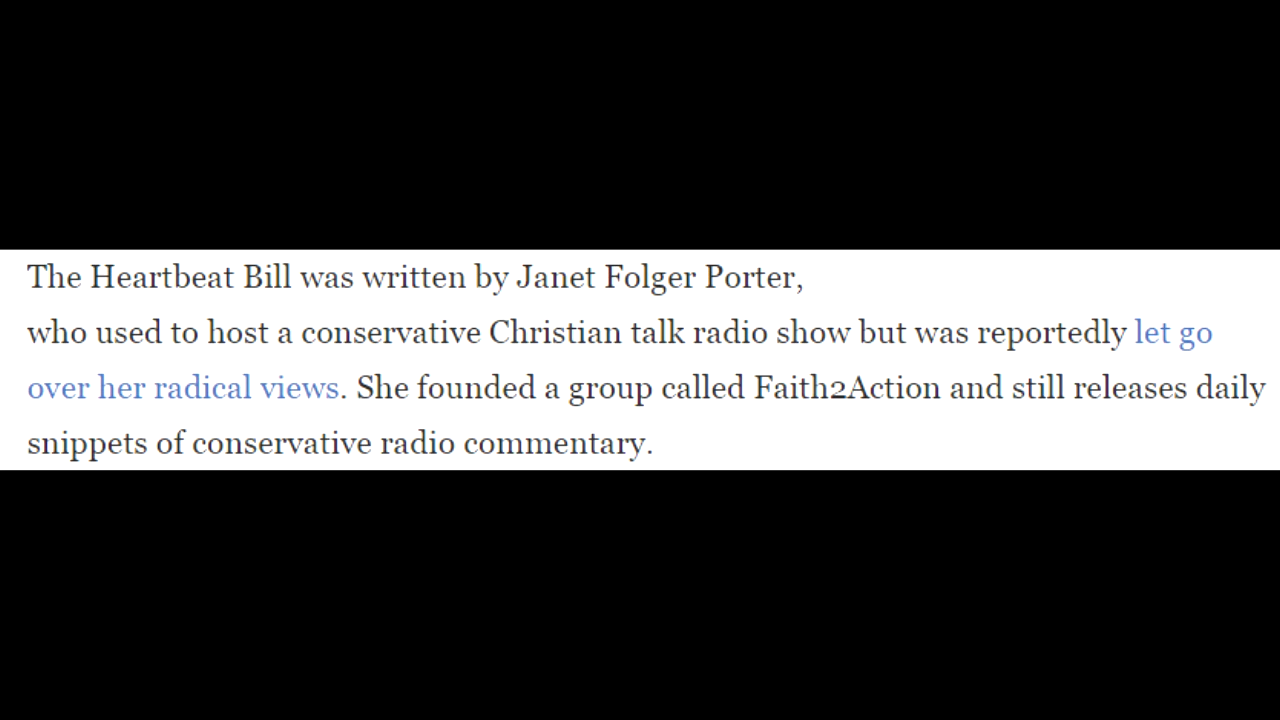 The Heartbeat Bill was written by Janet Folger Porter,
who used to host a conservative Christian talk radio show but was reportedly let go
over her radical views. She founded a group called Faith2Action and still releases daily
snippets of conservative radio commentary.